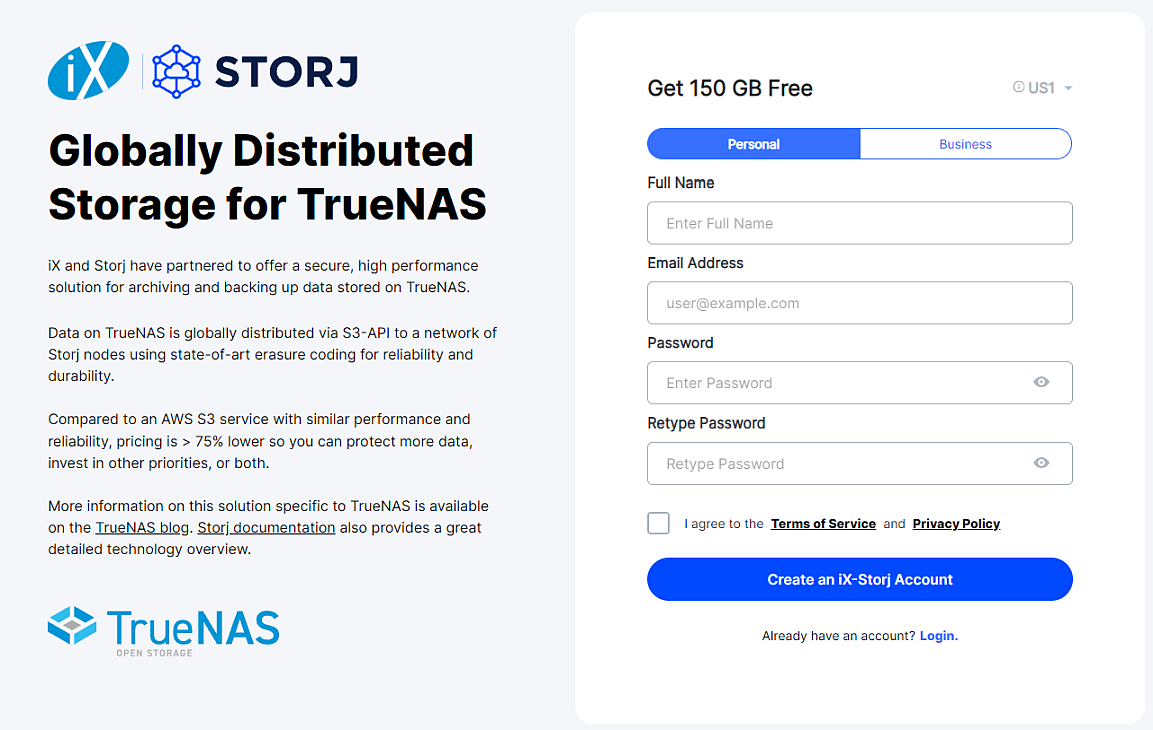 iX STORJ
Globally Distributed
Storage for TrueNAS
iX and Storj have partnered to offer a secure, high performance
solution for archiving and backing up data stored on TrueNAS.
Data on TrueNAS is globally distributed via S3-API to a network of
Storj nodes using state-of-art erasure coding for reliability and
durability.
Compared to an AWS S3 service with similar performance and
reliability, pricing is > 75% lower so you can protect more data,
invest in other priorities, or both.
More information on this solution specific to TrueNAS is available
on the TrueNAS blog. Storj documentation also provides a great
detailed technology overview.
TrueNAS
OPEN STORAGE
Get 150 GB Free
US1
Personal
Business
Full Name
Enter Full Name
Email Address
user@example.com
Password
Enter Password
Retype Password
Retype Password
I agree to the Terms of Service and Privacy Policy
Create an iX-Storj Account
Already have an account? Login.